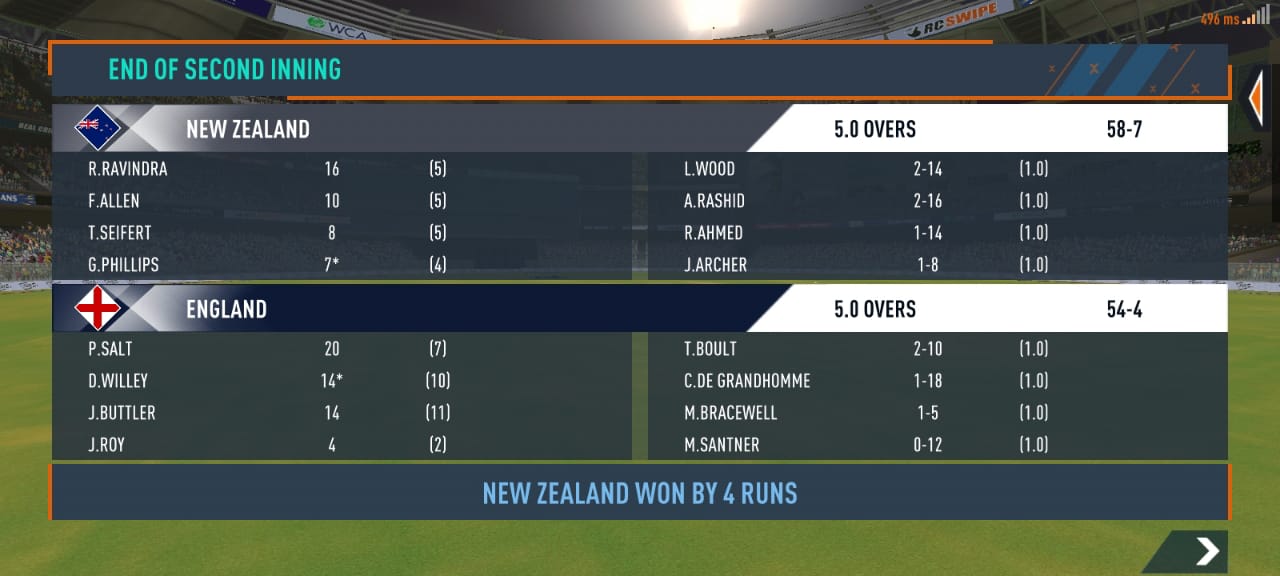 WCA
RC SWIPE
496 ms
END OF SECOND INNING
NEW ZEALAND 5.0 OVERS 58-7
R.RAVINDRA 16 (5) L.WOOD 2-14 (1.0)
F.ALLEN 10 (5) A.RASHID 2-16 (1.0)
T.SEIFERT 8 (5) R.AHMED 1-14 (1.0)
G.PHILLIPS 7* (4) J.ARCHER 1-8 (1.0)
ENGLAND 5.0 OVERS 54-4
P.SALT 20 (7) T.BOULT 2-10 (1.0)
D.WILLEY 14* (10) C.DE GRANDHOMME 1-18 (1.0)
J.BUTTLER 14 (11) M.BRACEWELL 1-5 (1.0)
J.ROY 4 (2) M.SANTNER 0-12 (1.0)
NEW ZEALAND WON BY 4 RUNS